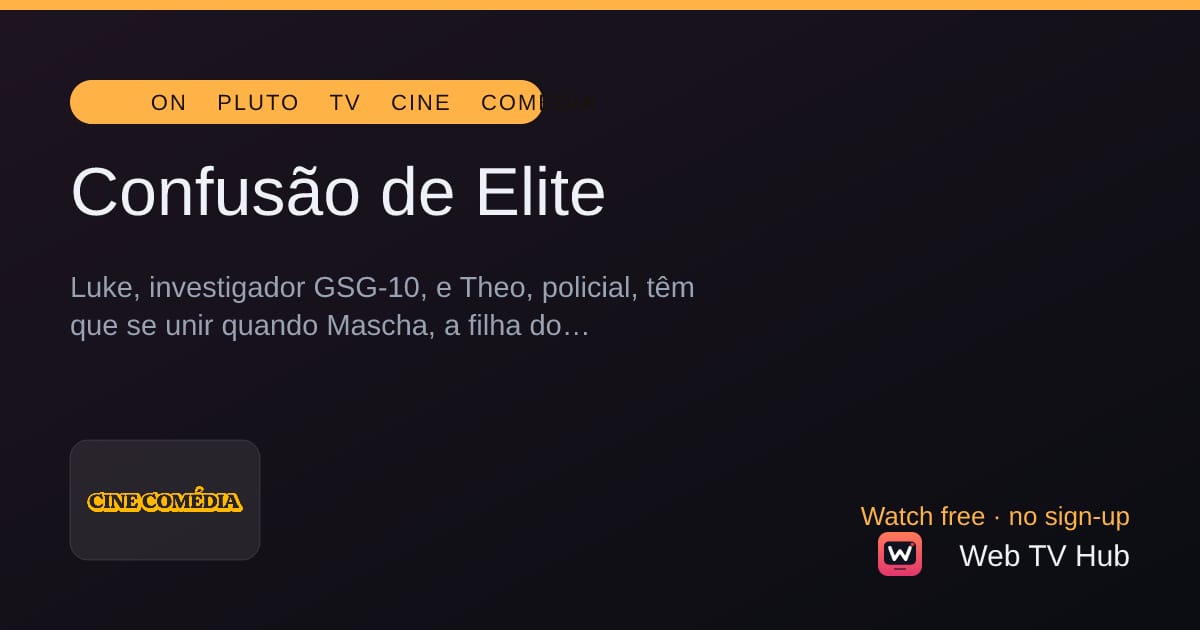 ON PLUTO TV CINE COMÉDIA
Confusão de Elite
Luke, investigador GSG-10, e Theo, policial, têm
que se unir quando Mascha, a filha do…
CINE COMÉDIA
Watch free · no sign-up
W
Web TV Hub